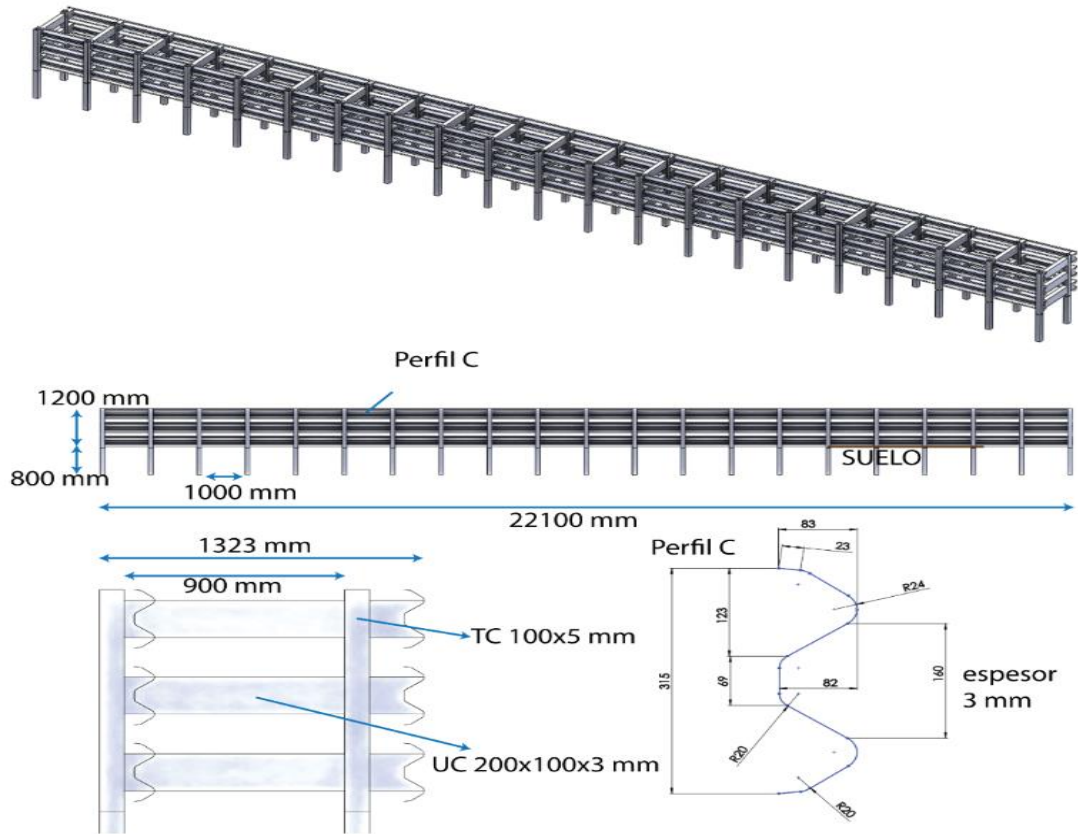 Perfil C
1200 mm
800 mm
SUELO
1000 mm
22100 mm
1323 mm
900 mm
TC 100x5 mm
UC 200x100x3 mm
Perfil C
83
23
R24
123
315
69
82
160
espesor
3 mm
R20
R20